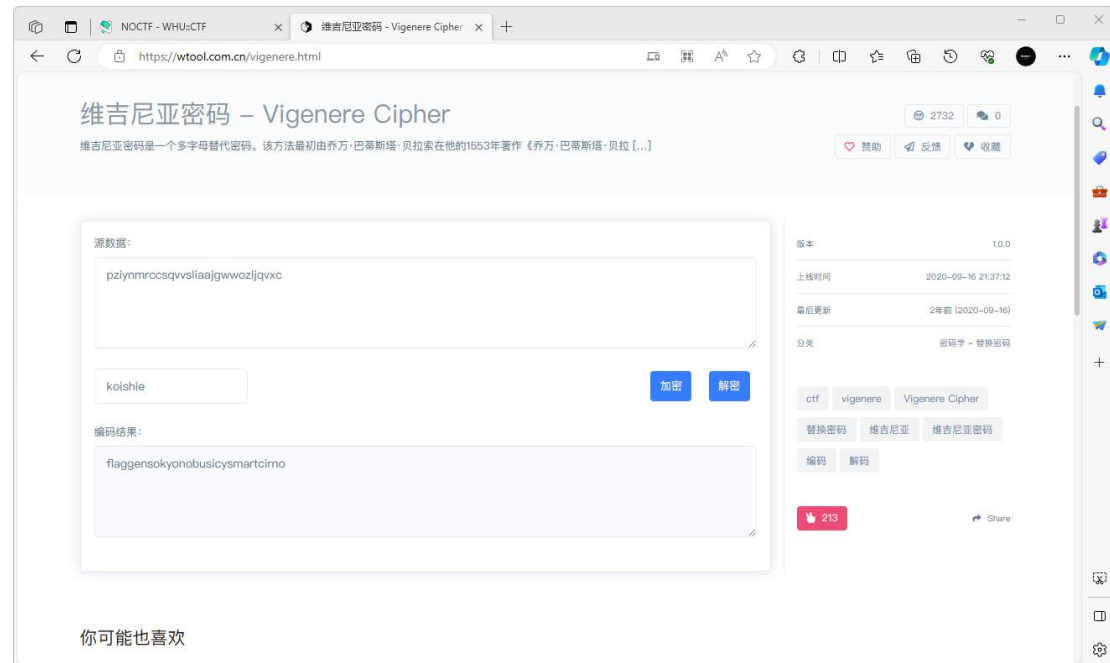 NOCTF - WHU::CTF
维吉尼亚密码 - Vigenere Cipher
https://wtool.com.cn/vigenere.html
维吉尼亚密码 – Vigenere Cipher
2732
0
维吉尼亚密码是一个多字母替代密码。该方法最初由乔万·巴蒂斯塔·贝拉索在他的1553年著作《乔万·巴蒂斯塔·贝拉 [...]
赞助
反馈
收藏
源数据:
pziynmrccsqvvsliaajgwwozljqvxc
koishie
加密
解密
编码结果:
flaggensokyonobusicysmartcirno
版本
1.0.0
上线时间
2020-09-16 21:37:12
最后更新
2年前 (2020-09-16)
分类
密码学 - 替换密码
ctf
vigenere
Vigenere Cipher
替换密码
维吉尼亚
维吉尼亚密码
编码
解码
213
Share
你可能也喜欢